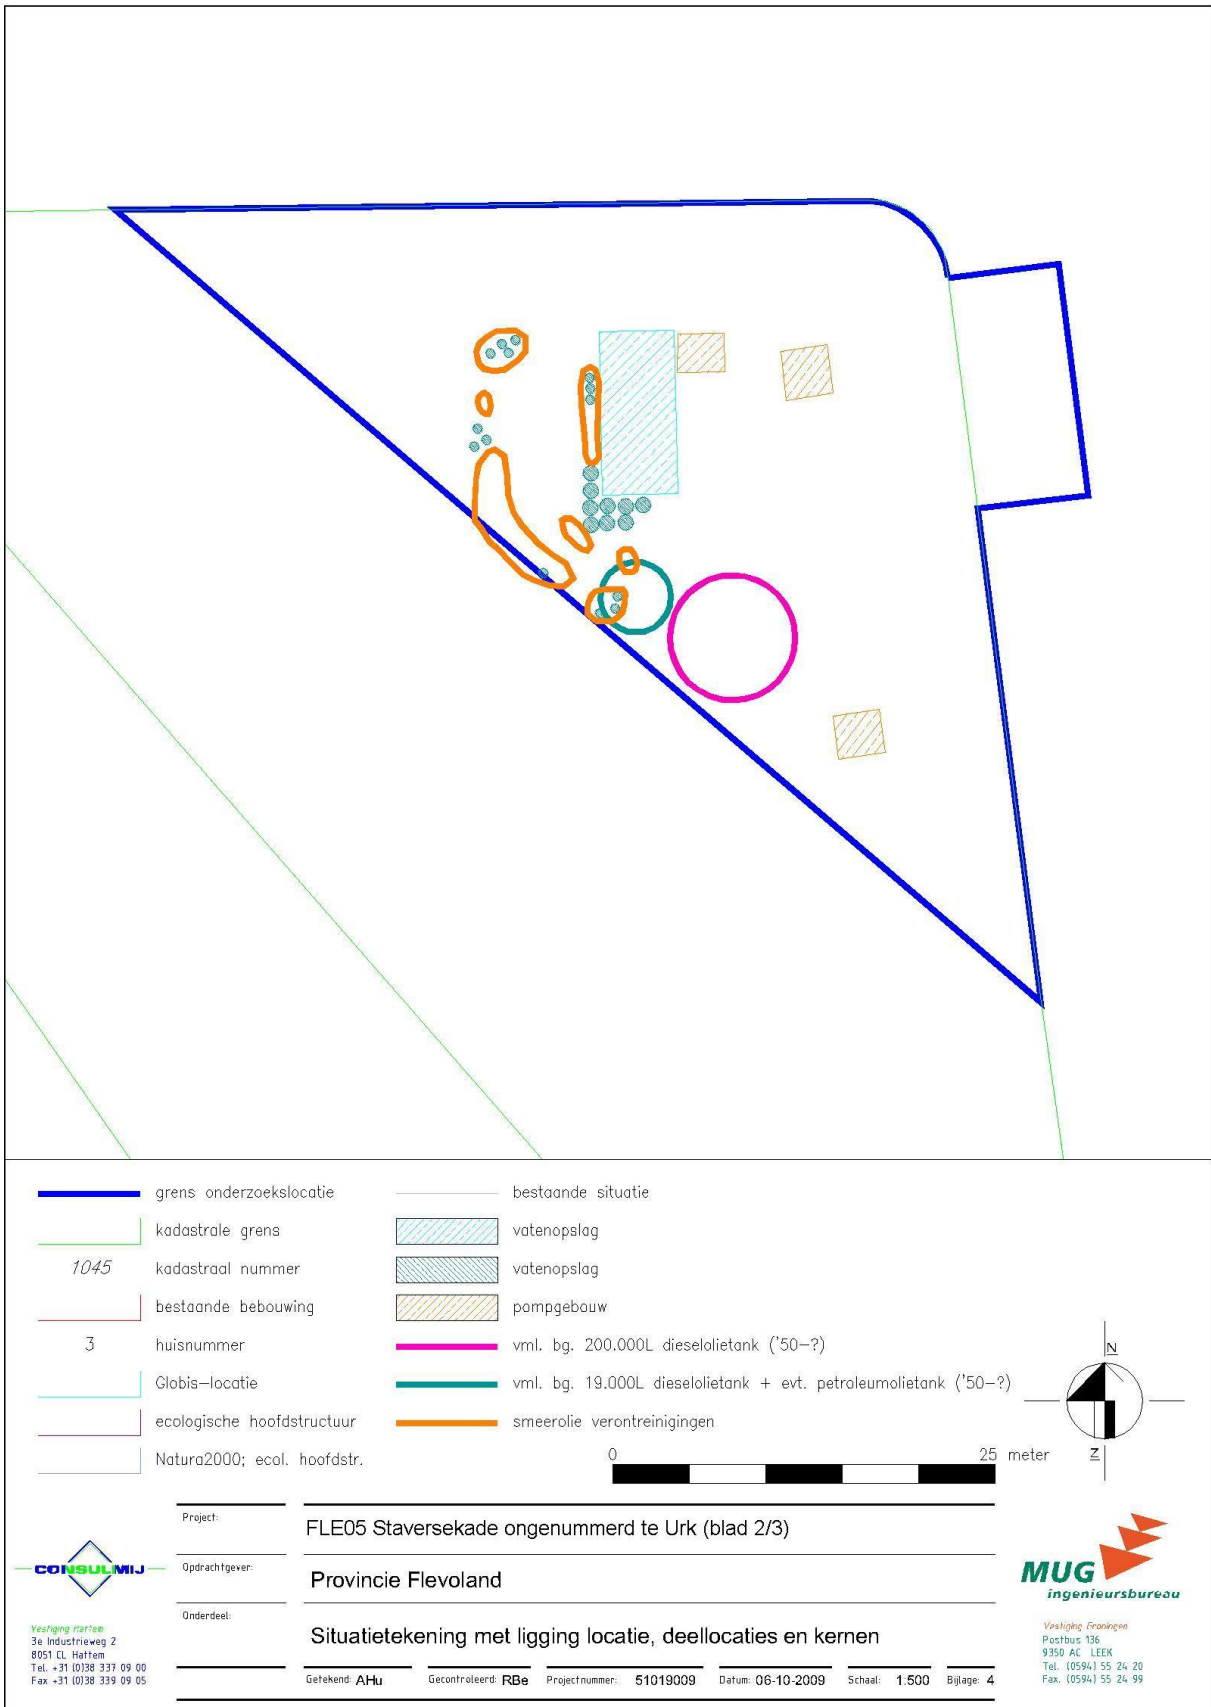 grens onderzoekslocatie
kadastrale grens
1045 kadastraal nummer
bestaande bebouwing
3 huisnummer
Globis-locatie
ecologische hoofdstructuur
Natura2000; ecol. hoofdstr.
bestaande situatie
vatenopslag
vatenopslag
pompgebouw
vml. bg. 200.000L dieselolietank ('50-?)
vml. bg. 19.000L dieselolietank + evt. petroleumolietank ('50-?)
smeerolie verontreinigingen
0 25 meter
N
Z
Project:
FLE05 Staversekade ongenummerd te Urk (blad 2/3)
Opdrachtgever:
Provincie Flevoland
Onderdeel:
Situatietekening met ligging locatie, deellocaties en kernen
Getekend: AHu Gecontroleerd: RBe Projectnummer: 51019009 Datum: 06-10-2009 Schaal: 1:500 Bijlage: 4
CONSULMIJ
Vestiging Hattem
3e Industrieweg 2
8051 CL Hattem
Tel. +31 (0)38 337 09 00
Fax +31 (0)38 339 09 05
MUG
ingenieursbureau
Vestiging Groningen
Postbus 136
9350 AC LEEK
Tel. (0594) 55 24 20
Fax. (0594) 55 24 99